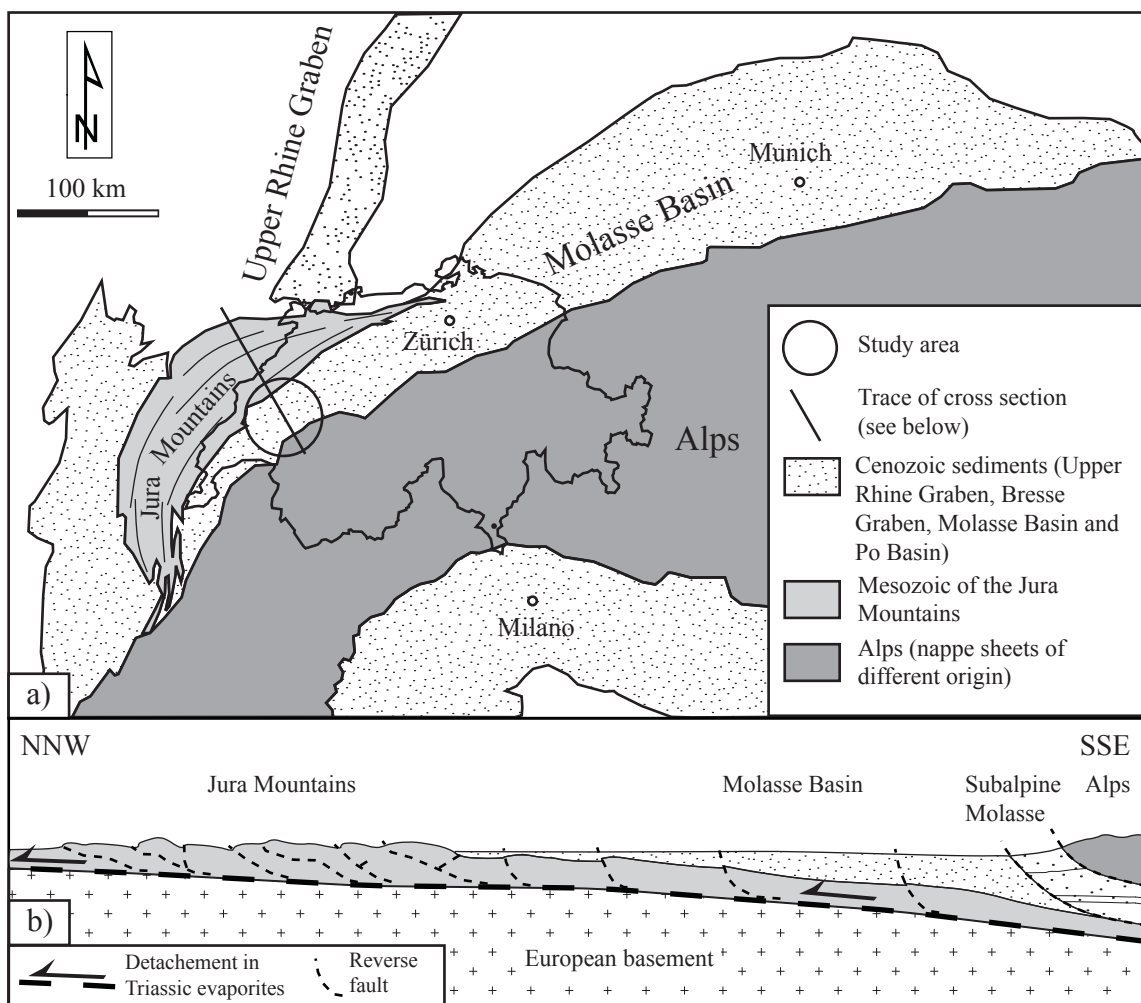 N
100 km
Upper Rhine Graben
Munich
Molasse Basin
Zürich
Jura Mountains
Alps
Milano
Study area
Trace of cross section
(see below)
Cenozoic sediments (Upper
Rhine Graben, Bresse
Graben, Molasse Basin and
Po Basin)
Mesozoic of the Jura
Mountains
Alps (nappe sheets of
different origin)
a)
NNW
SSE
Jura Mountains
Molasse Basin
Subalpine
Molasse
Alps
b)
European basement
Detachement in
Triassic evaporites
Reverse
fault